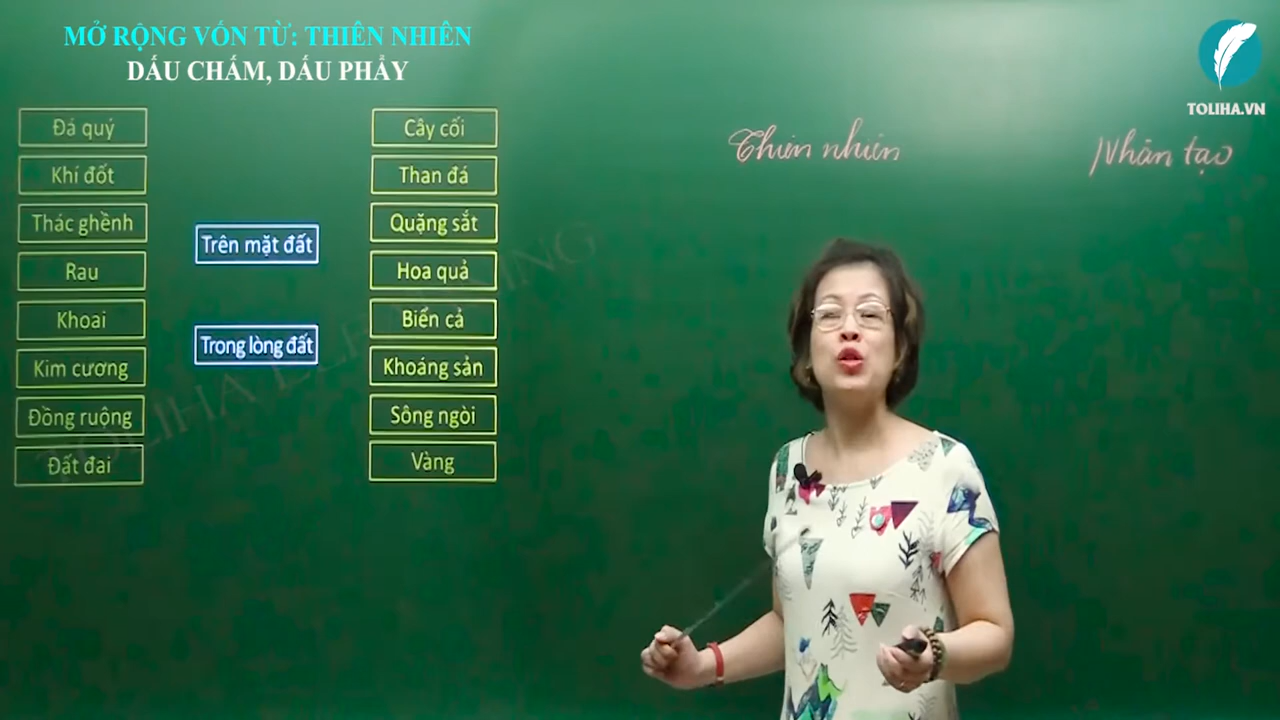 MỞ RỘNG VỐN TỪ: THIÊN NHIÊN
DẤU CHẤM, DẤU PHẨY
TOLIHA.VN
Đá quý
Khí đốt
Thác ghềnh
Rau
Khoai
Kim cương
Đồng ruộng
Đất đai
Trên mặt đất
Trong lòng đất
Cây cối
Than đá
Quặng sắt
Hoa quả
Biển cả
Khoáng sản
Sông ngòi
Vàng
Thiên nhiên
Nhân tạo